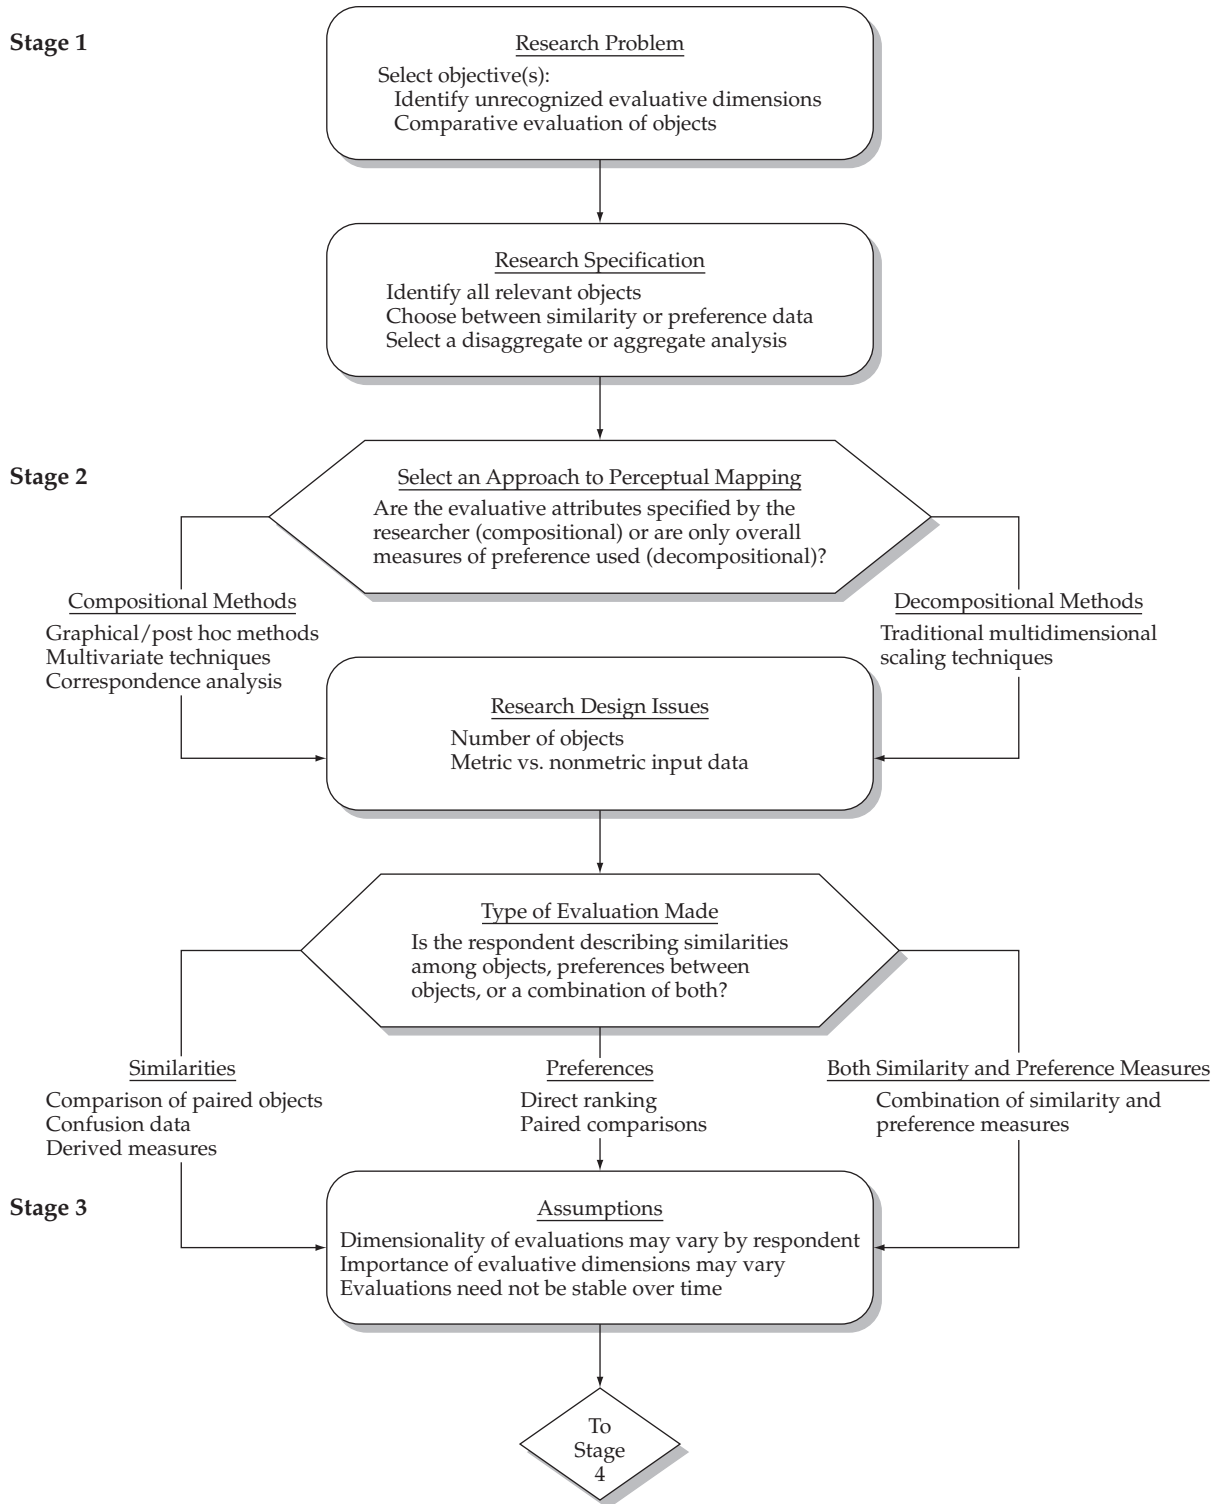 Stage 1
Research Problem
Select objective(s):
Identify unrecognized evaluative dimensions
Comparative evaluation of objects
Research Specification
Identify all relevant objects
Choose between similarity or preference data
Select a disaggregate or aggregate analysis
Stage 2
Select an Approach to Perceptual Mapping
Are the evaluative attributes specified by the
researcher (compositional) or are only overall
measures of preference used (decompositional)?
Compositional Methods
Graphical/post hoc methods
Multivariate techniques
Correspondence analysis
Decompositional Methods
Traditional multidimensional
scaling techniques
Research Design Issues
Number of objects
Metric vs. nonmetric input data
Type of Evaluation Made
Is the respondent describing similarities
among objects, preferences between
objects, or a combination of both?
Similarities
Comparison of paired objects
Confusion data
Derived measures
Preferences
Direct ranking
Paired comparisons
Both Similarity and Preference Measures
Combination of similarity and
preference measures
Stage 3
Assumptions
Dimensionality of evaluations may vary by respondent
Importance of evaluative dimensions may vary
Evaluations need not be stable over time
To
Stage
4